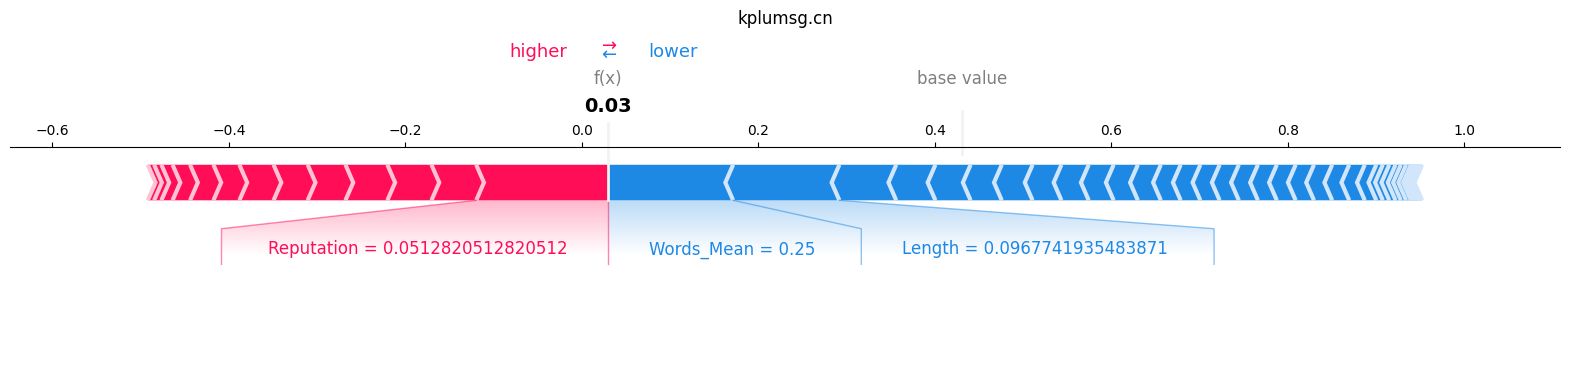 kplumsg.cn
higher → ← lower
f(x) base value
0.03
−0.6 −0.4 −0.2 0.0 0.2 0.4 0.6 0.8 1.0
Reputation = 0.0512820512820512 Words_Mean = 0.25 Length = 0.0967741935483871